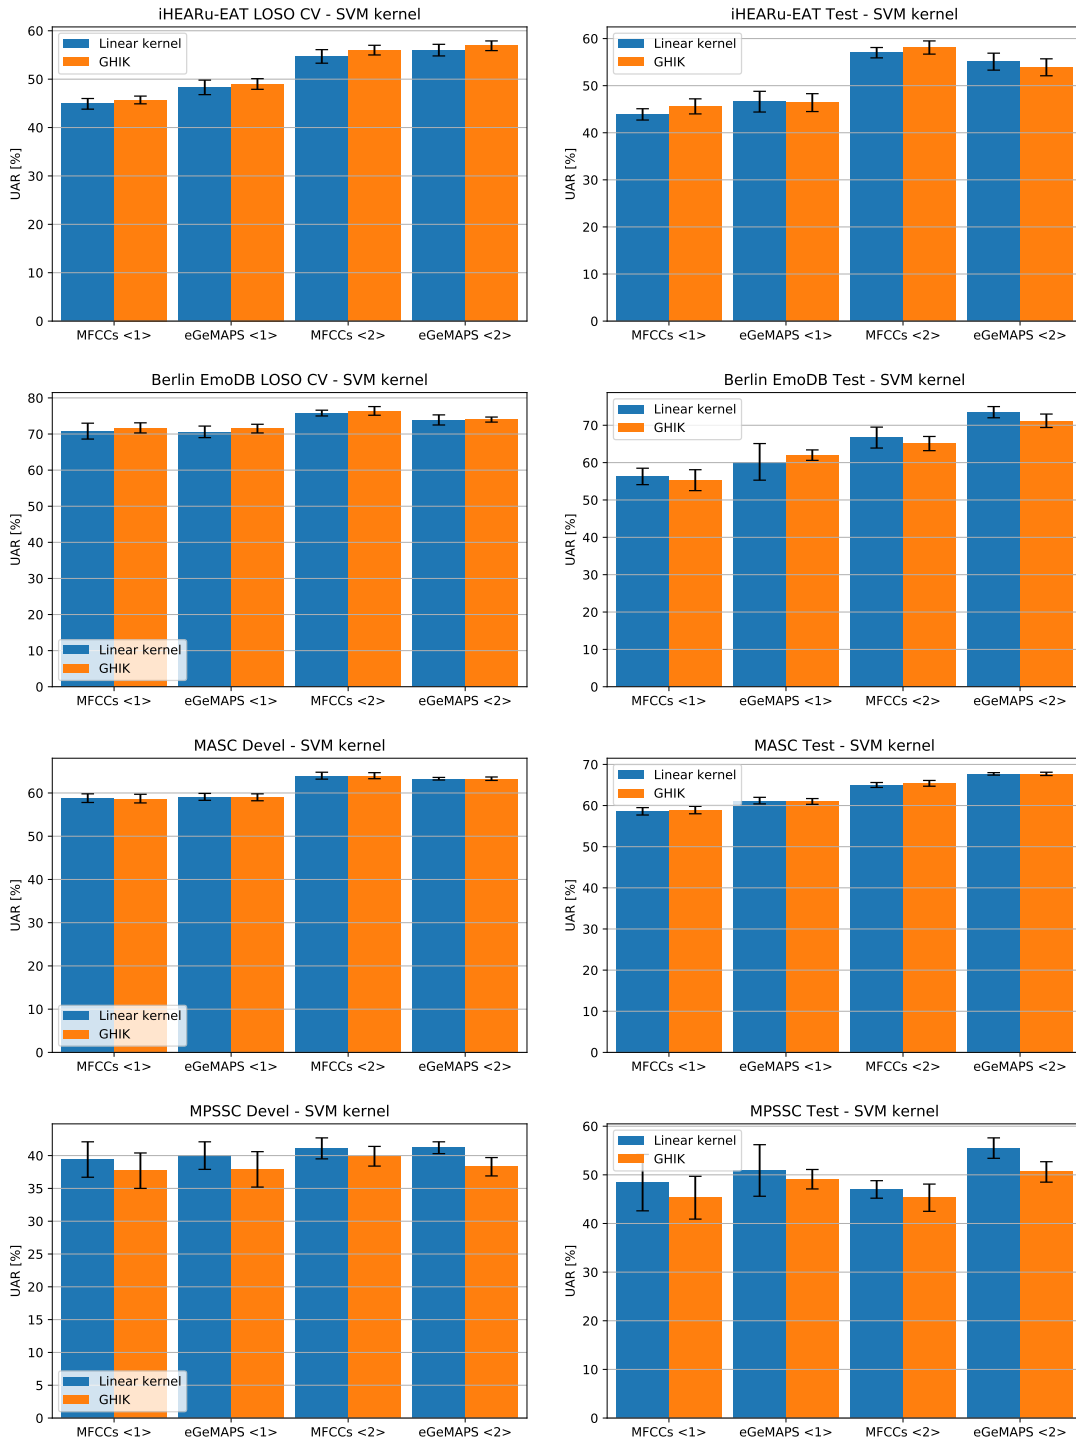 iHEARu-EAT LOSO CV - SVM kernel
UAR [%]
60
50
40
30
20
10
0
Linear kernel
GHIK
MFCCs <1>
eGeMAPS <1>
MFCCs <2>
eGeMAPS <2>
iHEARu-EAT Test - SVM kernel
UAR [%]
60
50
40
30
20
10
0
Linear kernel
GHIK
MFCCs <1>
eGeMAPS <1>
MFCCs <2>
eGeMAPS <2>
Berlin EmoDB LOSO CV - SVM kernel
UAR [%]
80
70
60
50
40
30
20
10
0
Linear kernel
GHIK
MFCCs <1>
eGeMAPS <1>
MFCCs <2>
eGeMAPS <2>
Berlin EmoDB Test - SVM kernel
UAR [%]
70
60
50
40
30
20
10
0
Linear kernel
GHIK
MFCCs <1>
eGeMAPS <1>
MFCCs <2>
eGeMAPS <2>
MASC Devel - SVM kernel
UAR [%]
60
50
40
30
20
10
0
Linear kernel
GHIK
MFCCs <1>
eGeMAPS <1>
MFCCs <2>
eGeMAPS <2>
MASC Test - SVM kernel
UAR [%]
70
60
50
40
30
20
10
0
Linear kernel
GHIK
MFCCs <1>
eGeMAPS <1>
MFCCs <2>
eGeMAPS <2>
MPSSC Devel - SVM kernel
UAR [%]
40
35
30
25
20
15
10
5
0
Linear kernel
GHIK
MFCCs <1>
eGeMAPS <1>
MFCCs <2>
eGeMAPS <2>
MPSSC Test - SVM kernel
UAR [%]
60
50
40
30
20
10
0
Linear kernel
GHIK
MFCCs <1>
eGeMAPS <1>
MFCCs <2>
eGeMAPS <2>